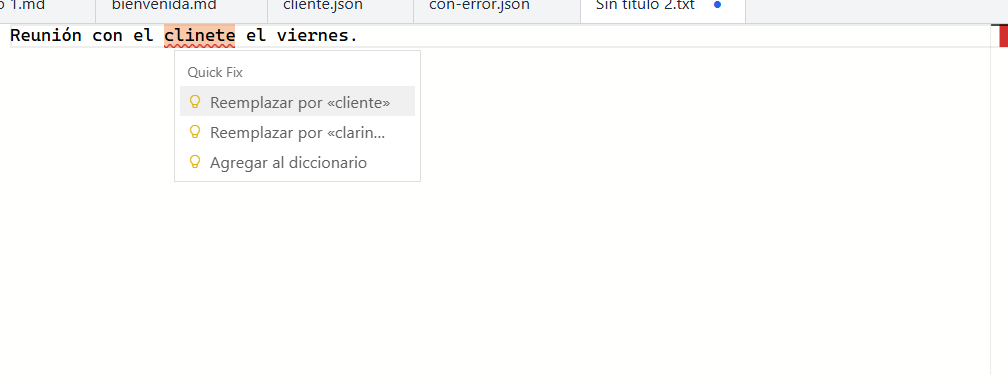 1.md bienvenida.md cliente.json con-error.json Sin título 2.txt
Reunión con el clinete el viernes.
Quick Fix
Reemplazar por «cliente»
Reemplazar por «clarin...
Agregar al diccionario